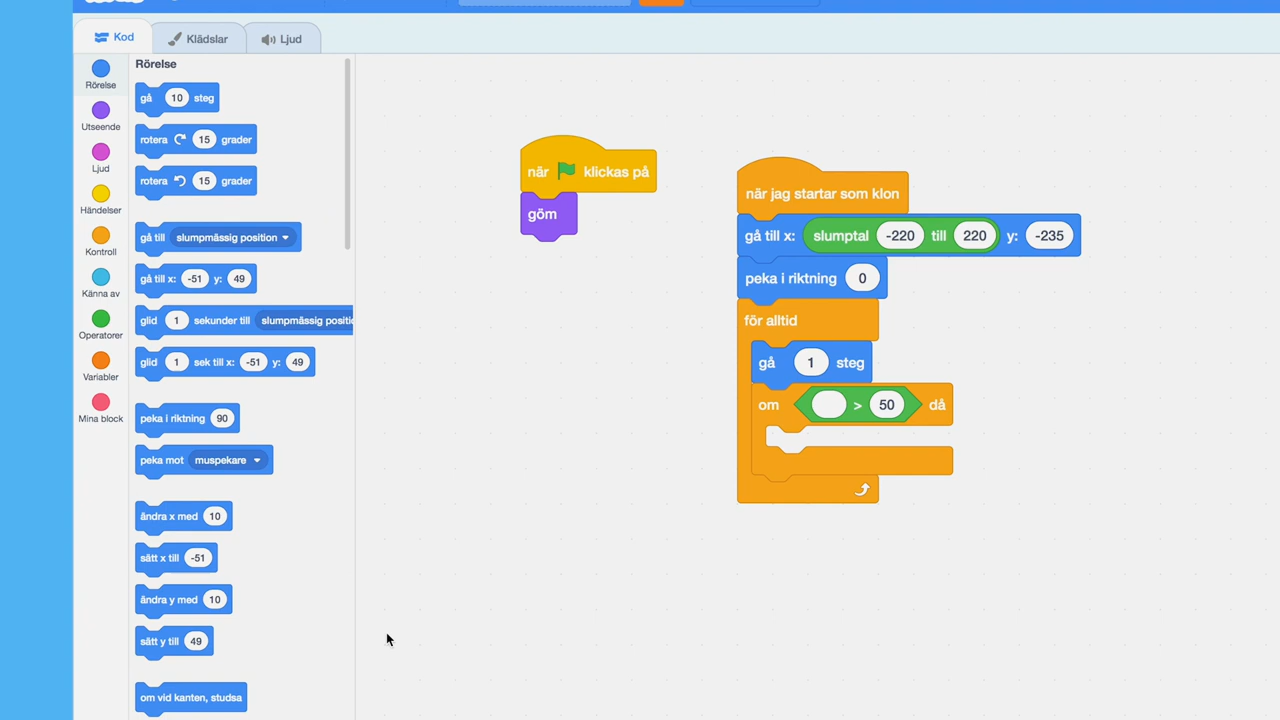 Kod
Klädslar
Ljud
Rörelse
Utseende
Ljud
Händelser
Kontroll
Känna av
Operatorer
Variabler
Mina block
Rörelse
gå 10 steg
rotera 15 grader
rotera 15 grader
gå till slumpmässig position
gå till x: -51 y: 49
glid 1 sekunder till slumpmässig
glid 1 sek till x: -51 y: 49
peka i riktning 90
peka mot muspekare
ändra x med 10
sätt x till -51
ändra y med 10
sätt y till 49
om vid kanten, studsa
när klickas på
göm
när jag startar som klon
gå till x: slumptal -220 till 220 y: -235
peka i riktning 0
för alltid
gå 1 steg
om > 50 då